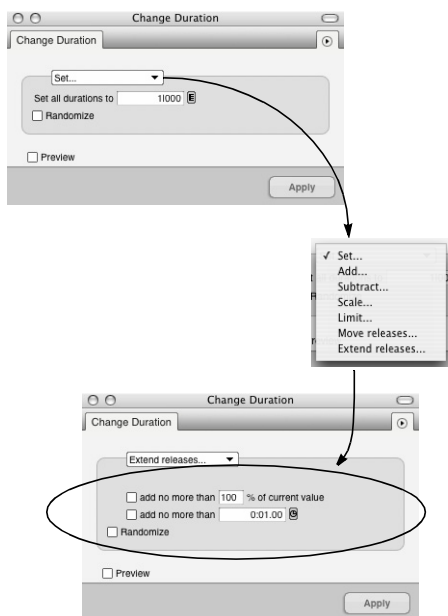 Change Duration
Change Duration
Set...
Set all durations to 1|000 E
Randomize
Preview
Apply
✓ Set...
Add...
Subtract...
Scale...
Limit...
Move releases...
Extend releases...
Change Duration
Change Duration
Extend releases...
add no more than 100 % of current value
add no more than 0:01.00
Randomize
Preview
Apply